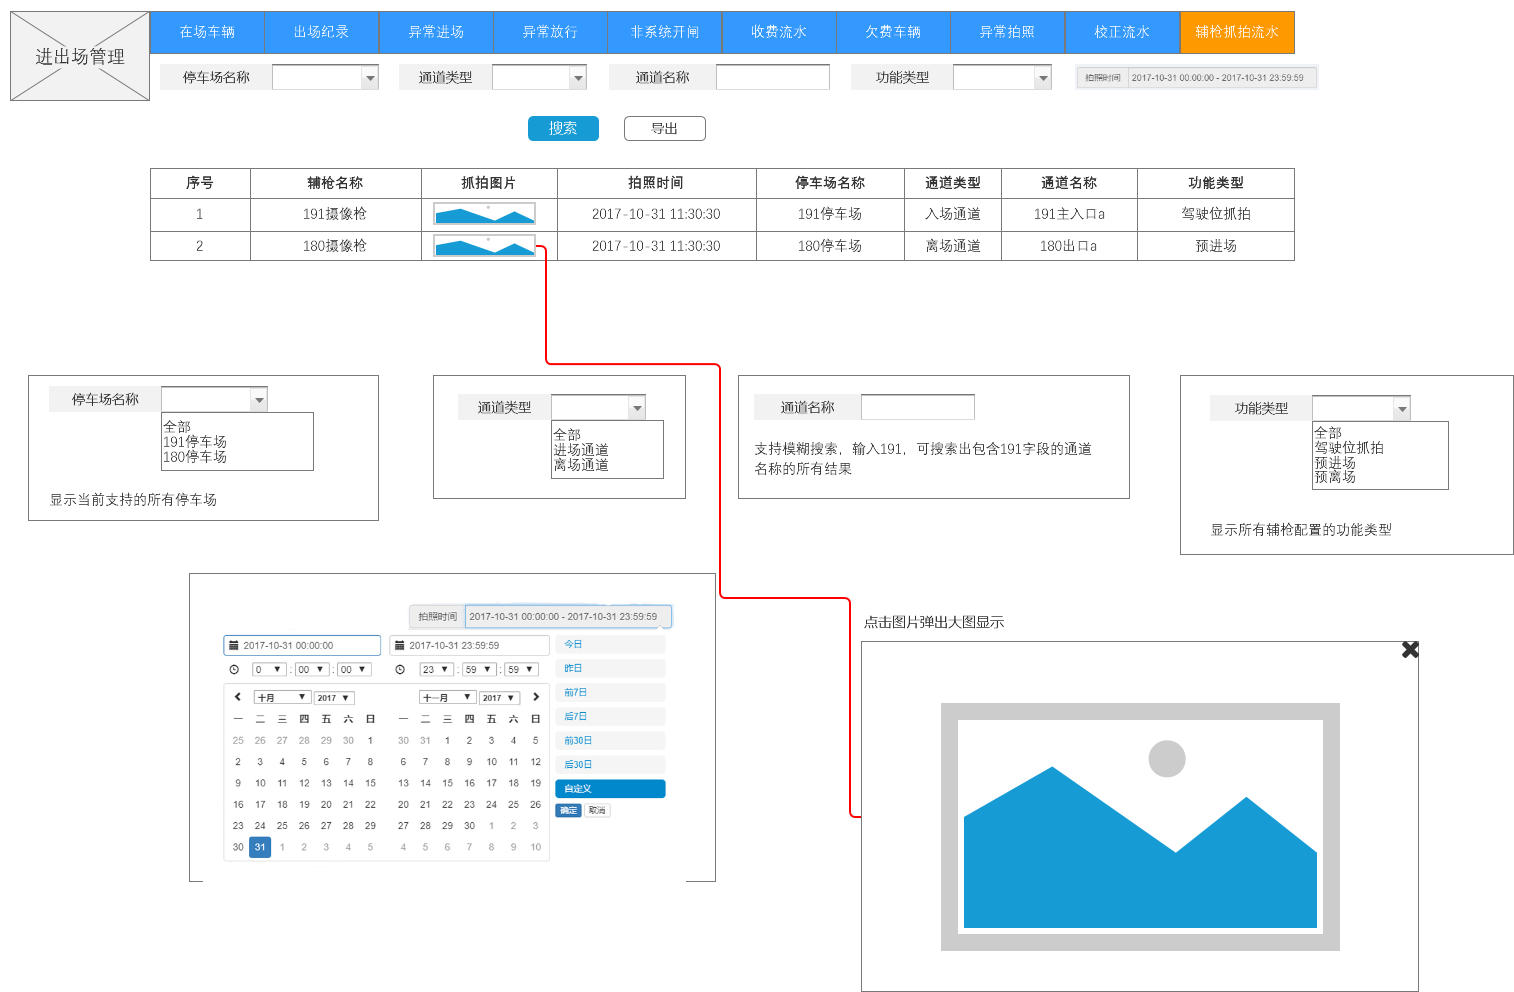 进出场管理
在场车辆 出场纪录 异常进场 异常放行 非系统开闸 收费流水 欠费车辆 异常拍照 校正流水 辅枪抓拍流水
停车场名称 通道类型 通道名称 功能类型 拍照时间 2017-10-31 00:00:00 - 2017-10-31 23:59:59
搜索 导出
序号 辅枪名称 抓拍图片 拍照时间 停车场名称 通道类型 通道名称 功能类型
1 191摄像枪 2017-10-31 11:30:30 191停车场 入场通道 191主入口a 驾驶位抓拍
2 180摄像枪 2017-10-31 11:30:30 180停车场 离场通道 180出口a 预进场
停车场名称
全部
191停车场
180停车场
显示当前支持的所有停车场
通道类型
全部
进场通道
离场通道
通道名称
支持模糊搜索，输入191，可搜索出包含191字段的通道
名称的所有结果
功能类型
全部
驾驶位抓拍
预进场
预离场
显示所有辅枪配置的功能类型
拍照时间 2017-10-31 00:00:00 - 2017-10-31 23:59:59
2017-10-31 00:00:00 2017-10-31 23:59:59 今日
0 : 00 : 00 23 : 59 : 59 昨日
十月 2017 十一月 2017 前7日
一 二 三 四 五 六 日 一 二 三 四 五 六 日 后7日
25 26 27 28 29 30 1 30 31 1 2 3 4 5 前30日
2 3 4 5 6 7 8 6 7 8 9 10 11 12 后30日
9 10 11 12 13 14 15 13 14 15 16 17 18 19 自定义
16 17 18 19 20 21 22 20 21 22 23 24 25 26 确定 取消
23 24 25 26 27 28 29 27 28 29 30 1 2 3
30 31 1 2 3 4 5 4 5 6 7 8 9 10
点击图片弹出大图显示